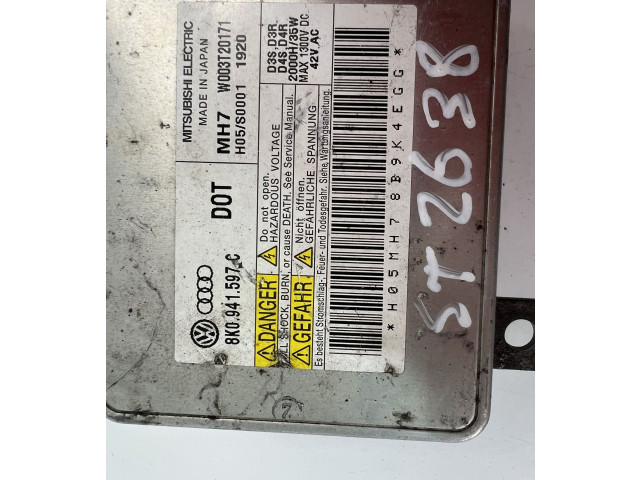 MITSUBISHI ELECTRIC
MADE IN JAPAN
MH7 W003T20171
H05/S0001 1920
D3S,D3R
D4S,D4R
2000H/35W
MAX 1300V DC
42V,AC
DOT
8K0.941.597 C
DANGER
Do not open.
HAZARDOUS VOLTAGE
ILL SHOCK, BURN, or cause DEATH. See Service Manual.
GEFAHR
Nicht öffnen.
GEFÄHRLICHE SPANNUNG
Es besteht Stromschlag-, Feuer- und Todesgefahr. Siehe Wartungsanleitung.
*H05MH78B9K4EGG*
ST2638